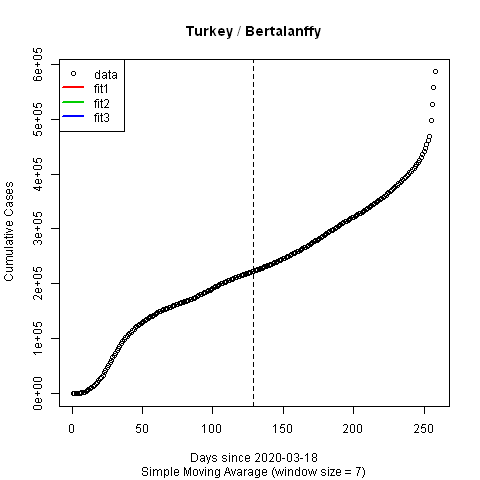 Turkey / Bertalanffy
data
fit1
fit2
fit3
Cumulative Cases
6e+05
5e+05
4e+05
3e+05
2e+05
1e+05
0e+00
0 50 100 150 200 250
Days since 2020-03-18
Simple Moving Avarage (window size = 7)